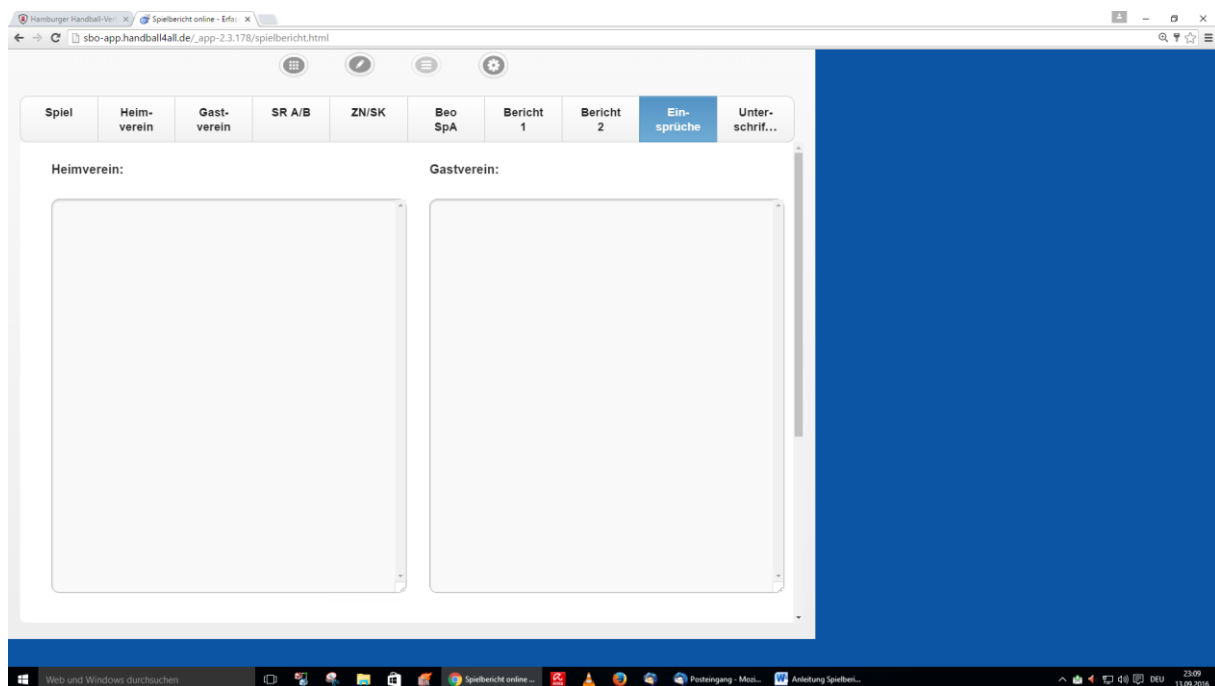 Hamburger Handball-Ver
Spielbericht online - Erfas
sbo-app.handball4all.de/_app-2.3.178/spielbericht.html
Spiel
Heim-
verein
Gast-
verein
SR A/B
ZN/SK
Beo
SpA
Bericht
1
Bericht
2
Ein-
sprüche
Unter-
schrif...
Heimverein:
Gastverein:
Web und Windows durchsuchen
Spielbericht online ...
Posteingang - Mozi...
Anleitung Spielberi...
DEU
23:09
13.09.2016